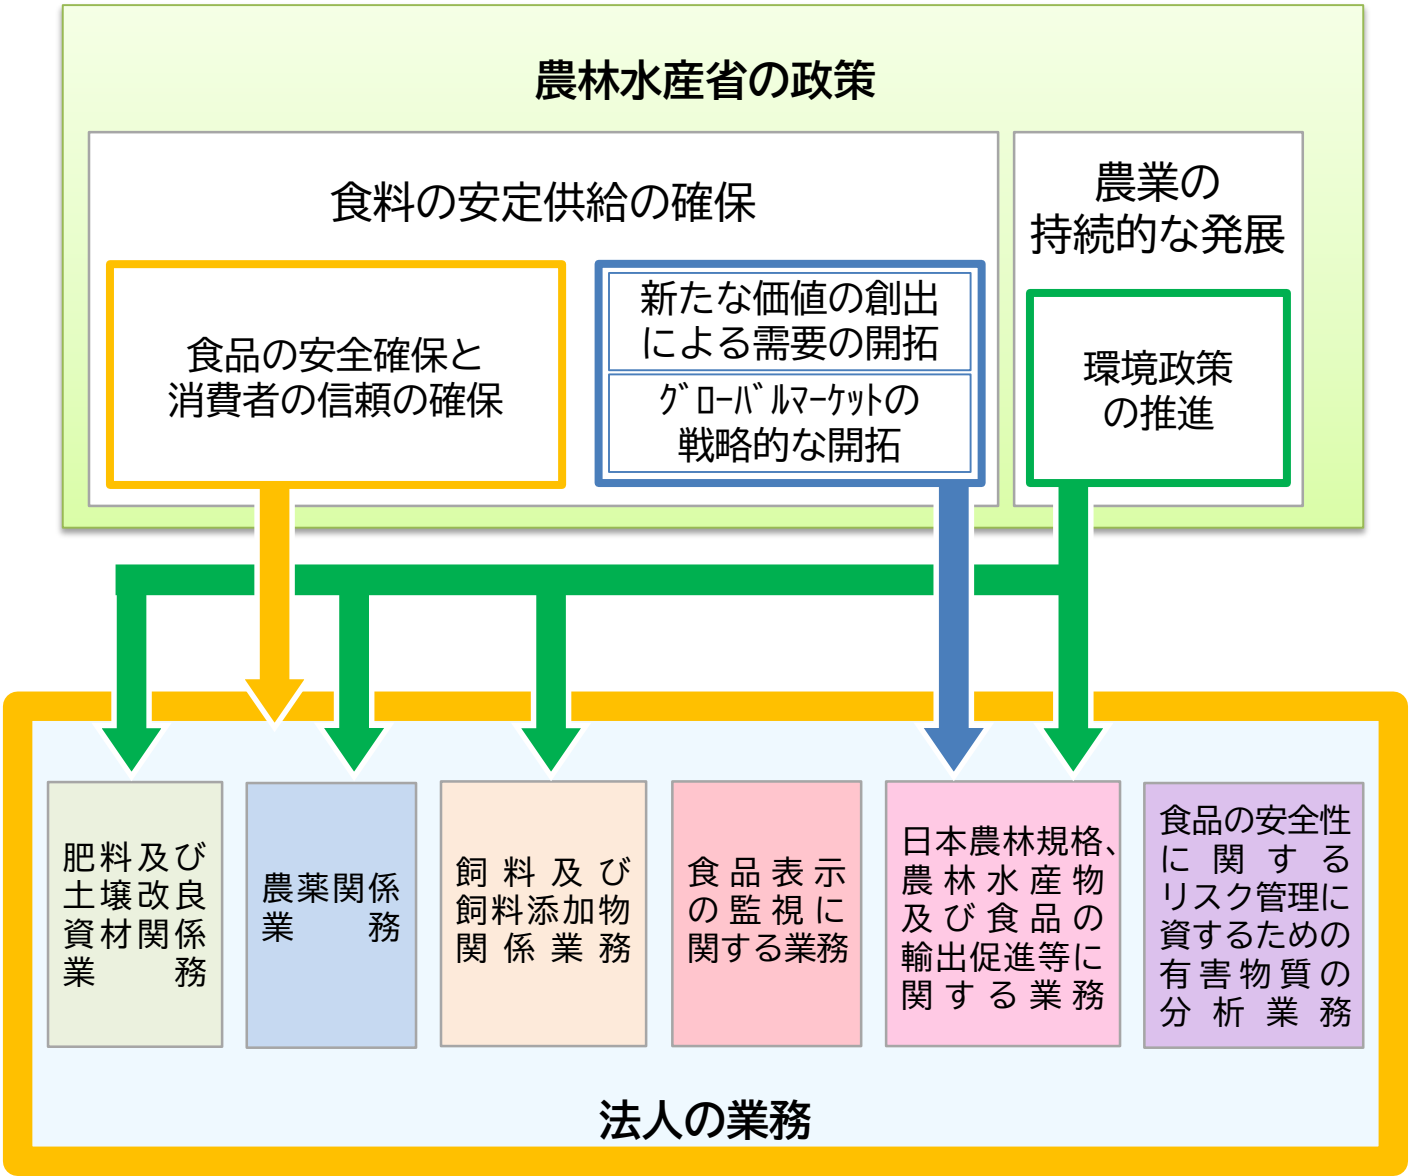 農林水産省の政策
食料の安定供給の確保
農業の
持続的な発展
食品の安全確保と
消費者の信頼の確保
新たな価値の創出
による需要の開拓
ｸﾞﾛｰﾊﾞﾙﾏｰｹｯﾄの
戦略的な開拓
環境政策
の推進
肥料及び
土壌改良
資材関係
業務
農薬関係
業務
飼料及び
飼料添加物
関係業務
食品表示
の監視に
関する業務
日本農林規格、
農林水産物
及び食品の
輸出促進等に
関する業務
食品の安全性
に関する
リスク管理に
資するための
有害物質の
分析業務
法人の業務